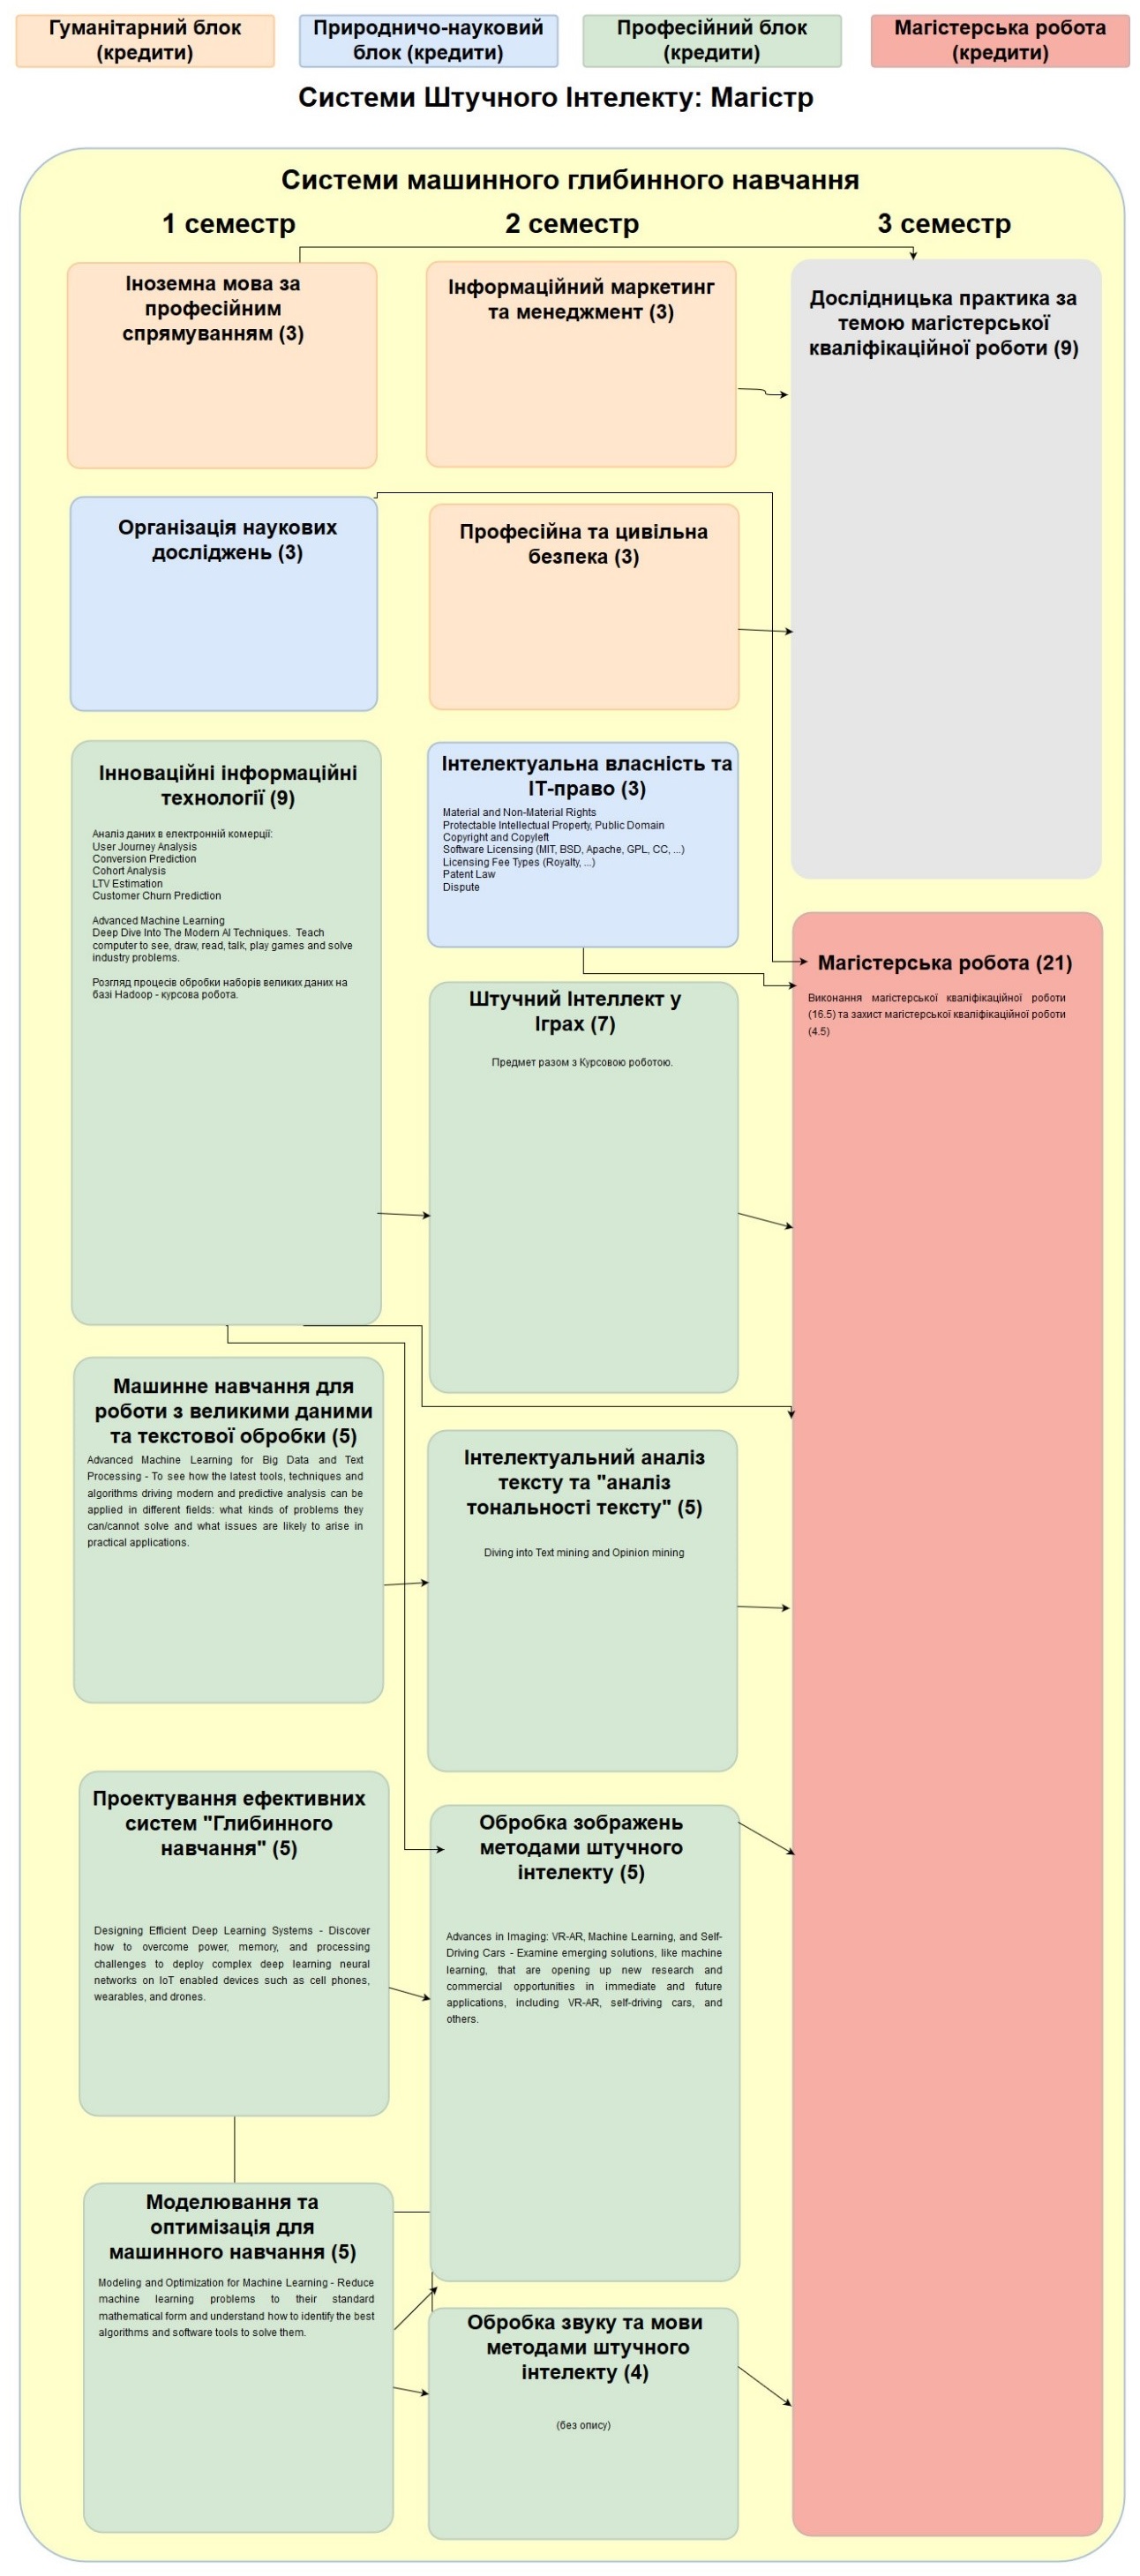 Гуманітарний блок
(кредити)
Природничо-науковий
блок (кредити)
Професійний блок
(кредити)
Магістерська робота
(кредити)
Системи Штучного Інтелекту: Магістр
Системи машинного глибинного навчання
1 семестр
2 семестр
3 семестр
Іноземна мова за
професійним
спрямуванням (3)
Інформаційний маркетинг
та менеджмент (3)
Дослідницька практика за
темою магістерської
кваліфікаційної роботи (9)
Організація наукових
досліджень (3)
Професійна та цивільна
безпека (3)
Інноваційні інформаційні
технології (9)
Аналіз даних в електронній комерції:
User Journey Analysis
Conversion Prediction
Cohort Analysis
LTV Estimation
Customer Churn Prediction
Advanced Machine Learning
Deep Dive Into The Modern AI Techniques. Teach
computer to see, draw, read, talk, play games and solve
industry problems.
Розгляд процесів обробки наборів великих даних на
базі Hadoop - курсова робота.
Інтелектуальна власність та
ІТ-право (3)
Material and Non-Material Rights
Protectable Intellectual Property, Public Domain
Copyright and Copyleft
Software Licensing (MIT, BSD, Apache, GPL, CC, ...)
Licensing Fee Types (Royalty, ...)
Patent Law
Dispute
Магістерська робота (21)
Виконання магістерської кваліфікаційної роботи
(16.5) та захист магістерської кваліфікаційної роботи
(4.5)
Штучний Інтеллект у
Іграх (7)
Предмет разом з Курсовою роботою.
Машинне навчання для
роботи з великими даними
та текстової обробки (5)
Advanced Machine Learning for Big Data and Text
Processing - To see how the latest tools, techniques and
algorithms driving modern and predictive analysis can be
applied in different fields: what kinds of problems they
can/cannot solve and what issues are likely to arise in
practical applications.
Інтелектуальний аналіз
тексту та "аналіз
тональності тексту" (5)
Diving into Text mining and Opinion mining
Проектування ефективних
систем "Глибинного
навчання" (5)
Designing Efficient Deep Learning Systems - Discover
how to overcome power, memory, and processing
challenges to deploy complex deep learning neural
networks on IoT enabled devices such as cell phones,
wearables, and drones.
Обробка зображень
методами штучного
інтелекту (5)
Advances in Imaging: VR-AR, Machine Learning, and Self-
Driving Cars - Examine emerging solutions, like machine
learning, that are opening up new research and
commercial opportunities in immediate and future
applications, including VR-AR, self-driving cars, and
others.
Моделювання та
оптимізація для
машинного навчання (5)
Modeling and Optimization for Machine Learning - Reduce
machine learning problems to their standard
mathematical form and understand how to identify the best
algorithms and software tools to solve them.
Обробка звуку та мови
методами штучного
інтелекту (4)
(без опису)